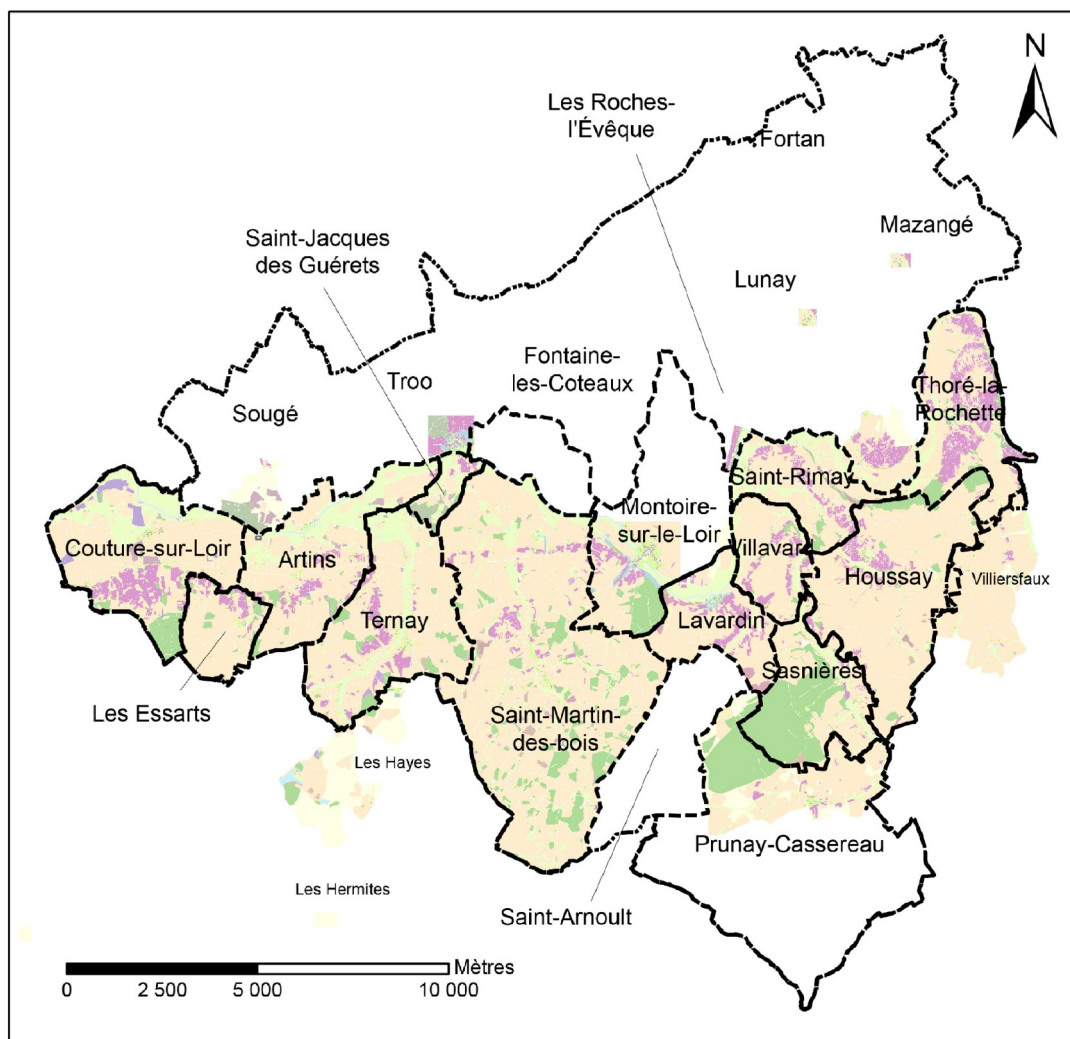 N
Les Roches-
l'Évêque
Fortan
Mazangé
Saint-Jacques
des Guérets
Lunay
Fontaine-
les-Coteaux
Troo
Sougé
Thoré-la-
Rochette
Saint-Rimay
Montoire-
sur-le-Loir
Couture-sur-Loir
Artins
Villavard
Houssay
Villiersfaux
Ternay
Lavardin
Sasnières
Les Essarts
Saint-Martin-
des-bois
Les Hayes
Prunay-Cassereau
Les Hermites
Saint-Arnoult
Mètres
0 2 500 5 000 10 000